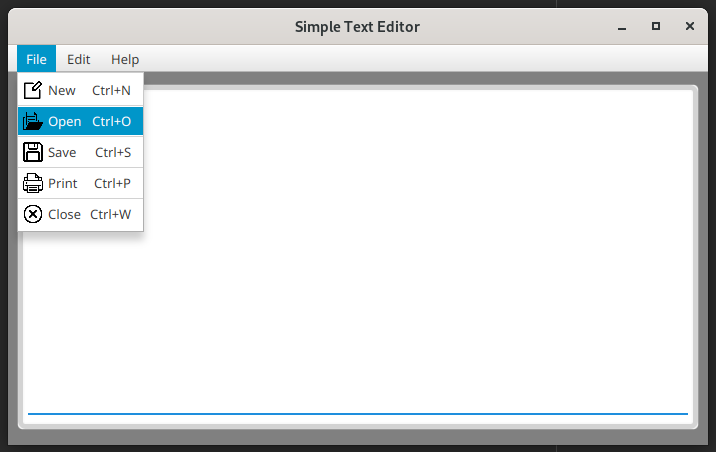 Simple Text Editor
File Edit Help
New Ctrl+N
Open Ctrl+O
Save Ctrl+S
Print Ctrl+P
Close Ctrl+W